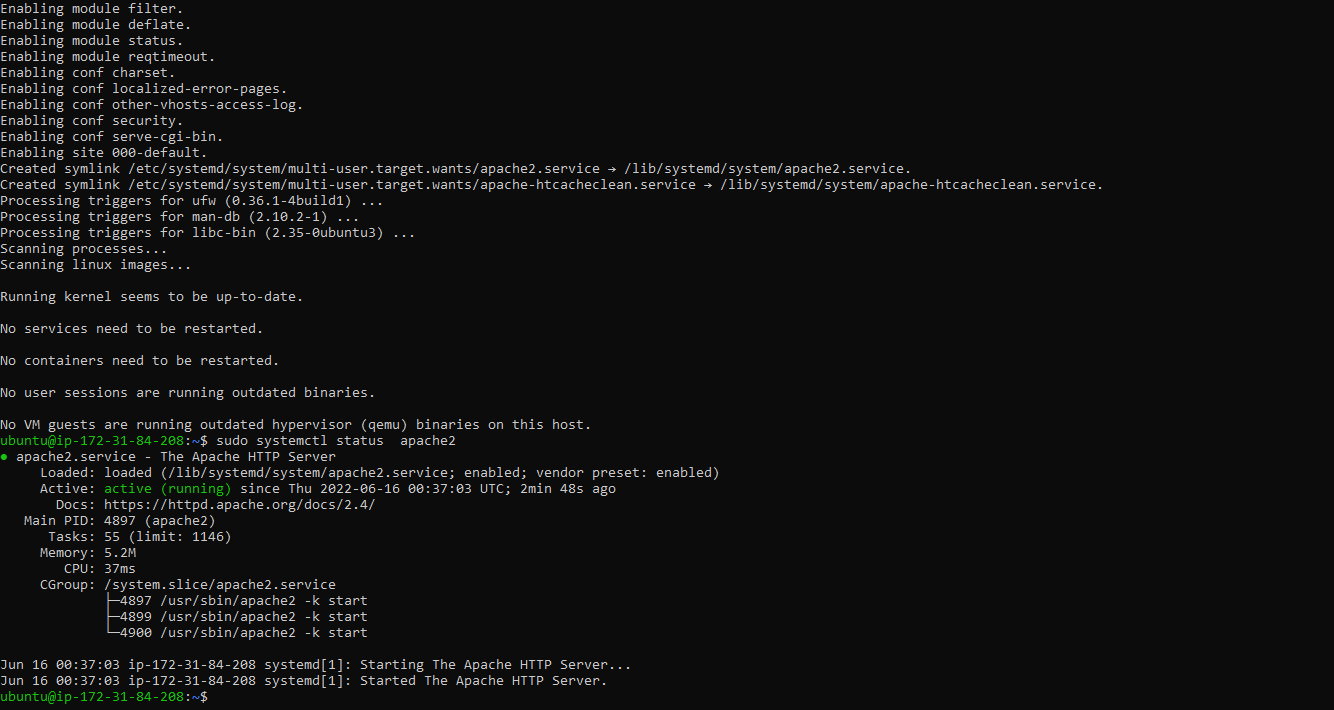 Enabling module filter.
Enabling module deflate.
Enabling module status.
Enabling module reqtimeout.
Enabling conf charset.
Enabling conf localized-error-pages.
Enabling conf other-vhosts-access-log.
Enabling conf security.
Enabling conf serve-cgi-bin.
Enabling site 000-default.
Created symlink /etc/systemd/system/multi-user.target.wants/apache2.service → /lib/systemd/system/apache2.service.
Created symlink /etc/systemd/system/multi-user.target.wants/apache-htcacheclean.service → /lib/systemd/system/apache-htcacheclean.service.
Processing triggers for ufw (0.36.1-4build1) ...
Processing triggers for man-db (2.10.2-1) ...
Processing triggers for libc-bin (2.35-0ubuntu3) ...
Scanning processes...
Scanning linux images...

Running kernel seems to be up-to-date.

No services need to be restarted.

No containers need to be restarted.

No user sessions are running outdated binaries.

No VM guests are running outdated hypervisor (qemu) binaries on this host.
ubuntu@ip-172-31-84-208:~$ sudo systemctl status  apache2
● apache2.service - The Apache HTTP Server
     Loaded: loaded (/lib/systemd/system/apache2.service; enabled; vendor preset: enabled)
     Active: active (running) since Thu 2022-06-16 00:37:03 UTC; 2min 48s ago
       Docs: https://httpd.apache.org/docs/2.4/
   Main PID: 4897 (apache2)
      Tasks: 55 (limit: 1146)
     Memory: 5.2M
        CPU: 37ms
     CGroup: /system.slice/apache2.service
             ├─4897 /usr/sbin/apache2 -k start
             ├─4899 /usr/sbin/apache2 -k start
             └─4900 /usr/sbin/apache2 -k start

Jun 16 00:37:03 ip-172-31-84-208 systemd[1]: Starting The Apache HTTP Server...
Jun 16 00:37:03 ip-172-31-84-208 systemd[1]: Started The Apache HTTP Server.
ubuntu@ip-172-31-84-208:~$